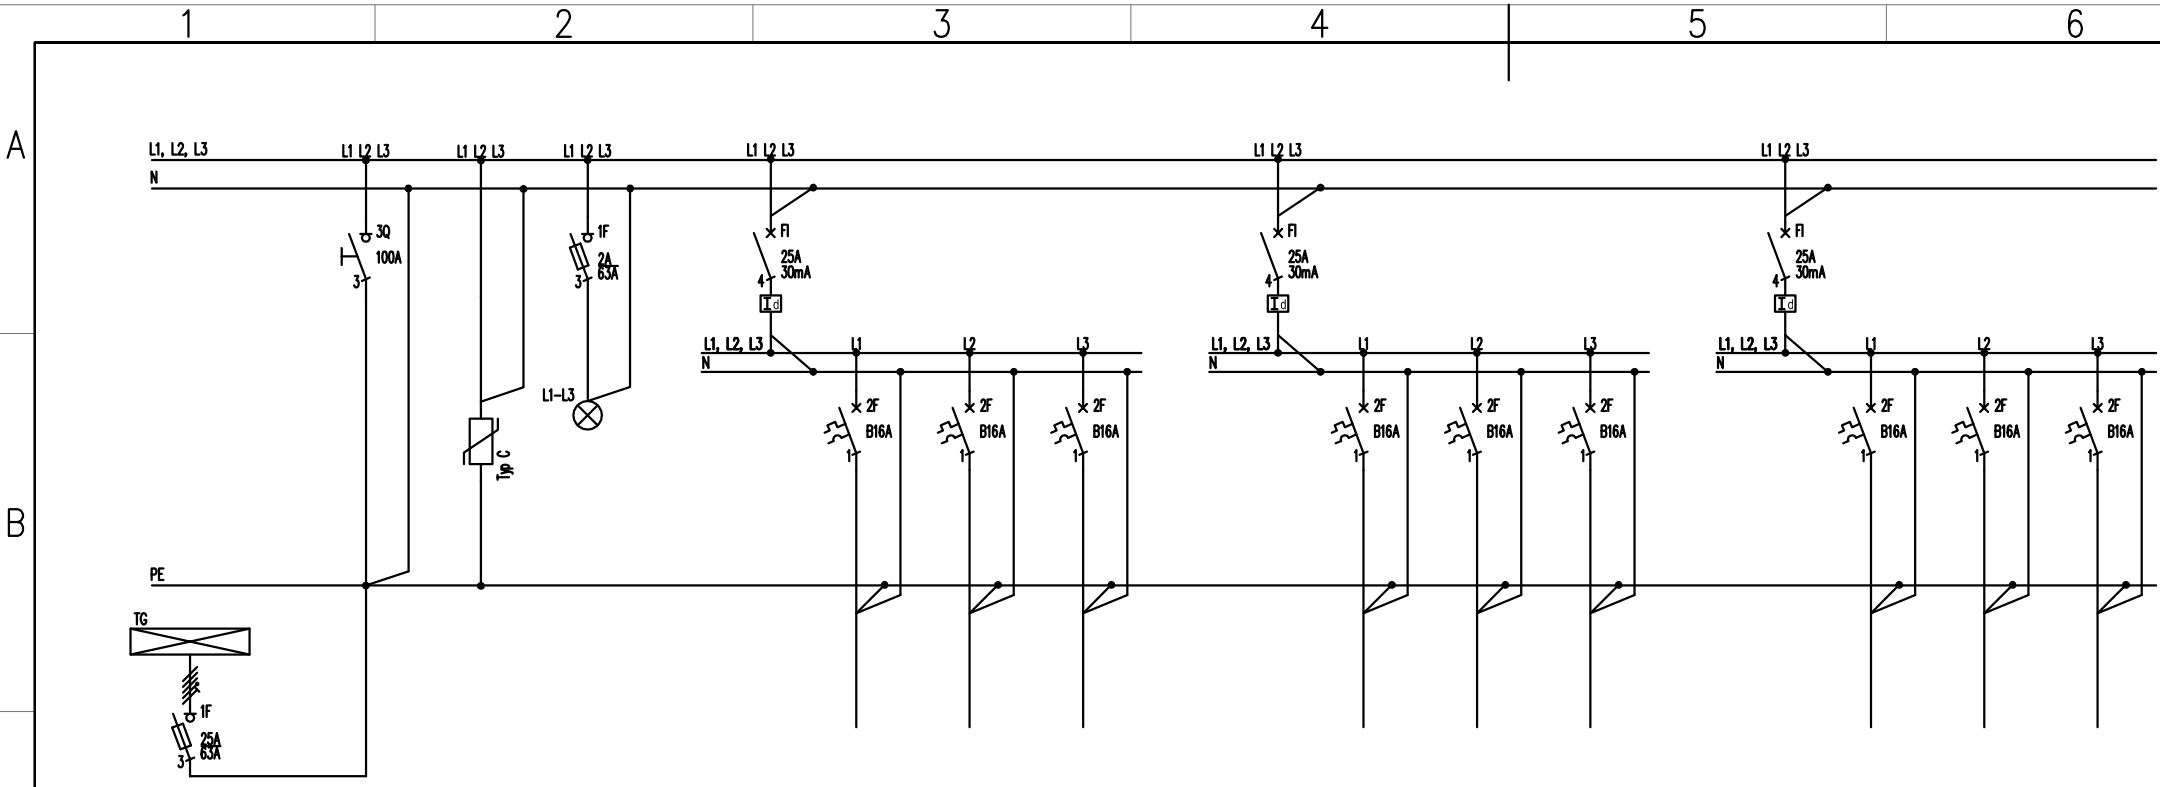 1 2 3 4 5 6
A
L1, L2, L3 L1 L2 L3 L1 L2 L3 L1 L2 L3 L1 L2 L3 L1 L2 L3 L1 L2 L3
N
3Q 1F FI FI FI
100A 2A 25A 25A 25A
3 3 63A 4 30mA 4 30mA 4 30mA
Id Id Id
L1, L2, L3 L1 L2 L3 L1, L2, L3 L1 L2 L3 L1, L2, L3 L1 L2 L3
N N N
L1-L3 2F 2F 2F 2F 2F 2F 2F 2F 2F
B16A B16A B16A B16A B16A B16A B16A B16A B16A
Typ C 1 1 1 1 1 1 1 1 1
B
PE
TG
1F
25A
63A
3